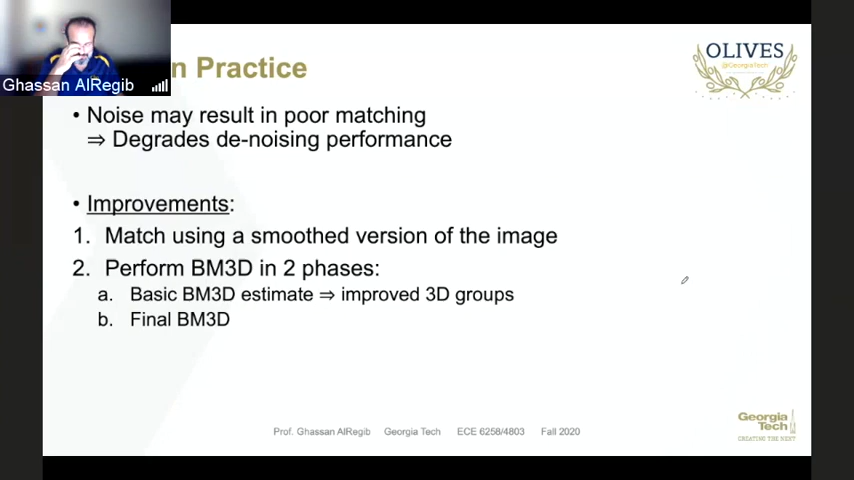 Ghassan AlRegib
n Practice
OLIVES
@GeorgiaTech
• Noise may result in poor matching
⇒ Degrades de-noising performance
• Improvements:
1. Match using a smoothed version of the image
2. Perform BM3D in 2 phases:
a. Basic BM3D estimate ⇒ improved 3D groups
b. Final BM3D
Prof. Ghassan AlRegib Georgia Tech ECE 6258/4803 Fall 2020
Georgia
Tech
CREATING THE NEXT